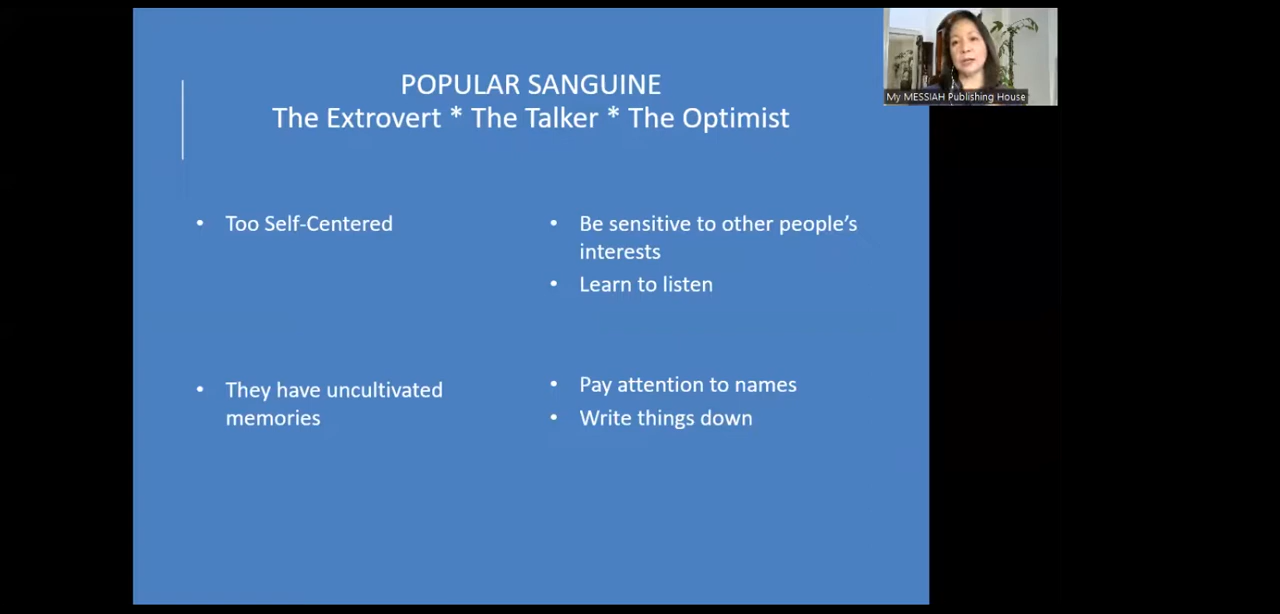 POPULAR SANGUINE
The Extrovert * The Talker * The Optimist
• Too Self-Centered
• Be sensitive to other people’s
interests
• Learn to listen
• They have uncultivated
memories
• Pay attention to names
• Write things down
My MESSIAH Publishing House